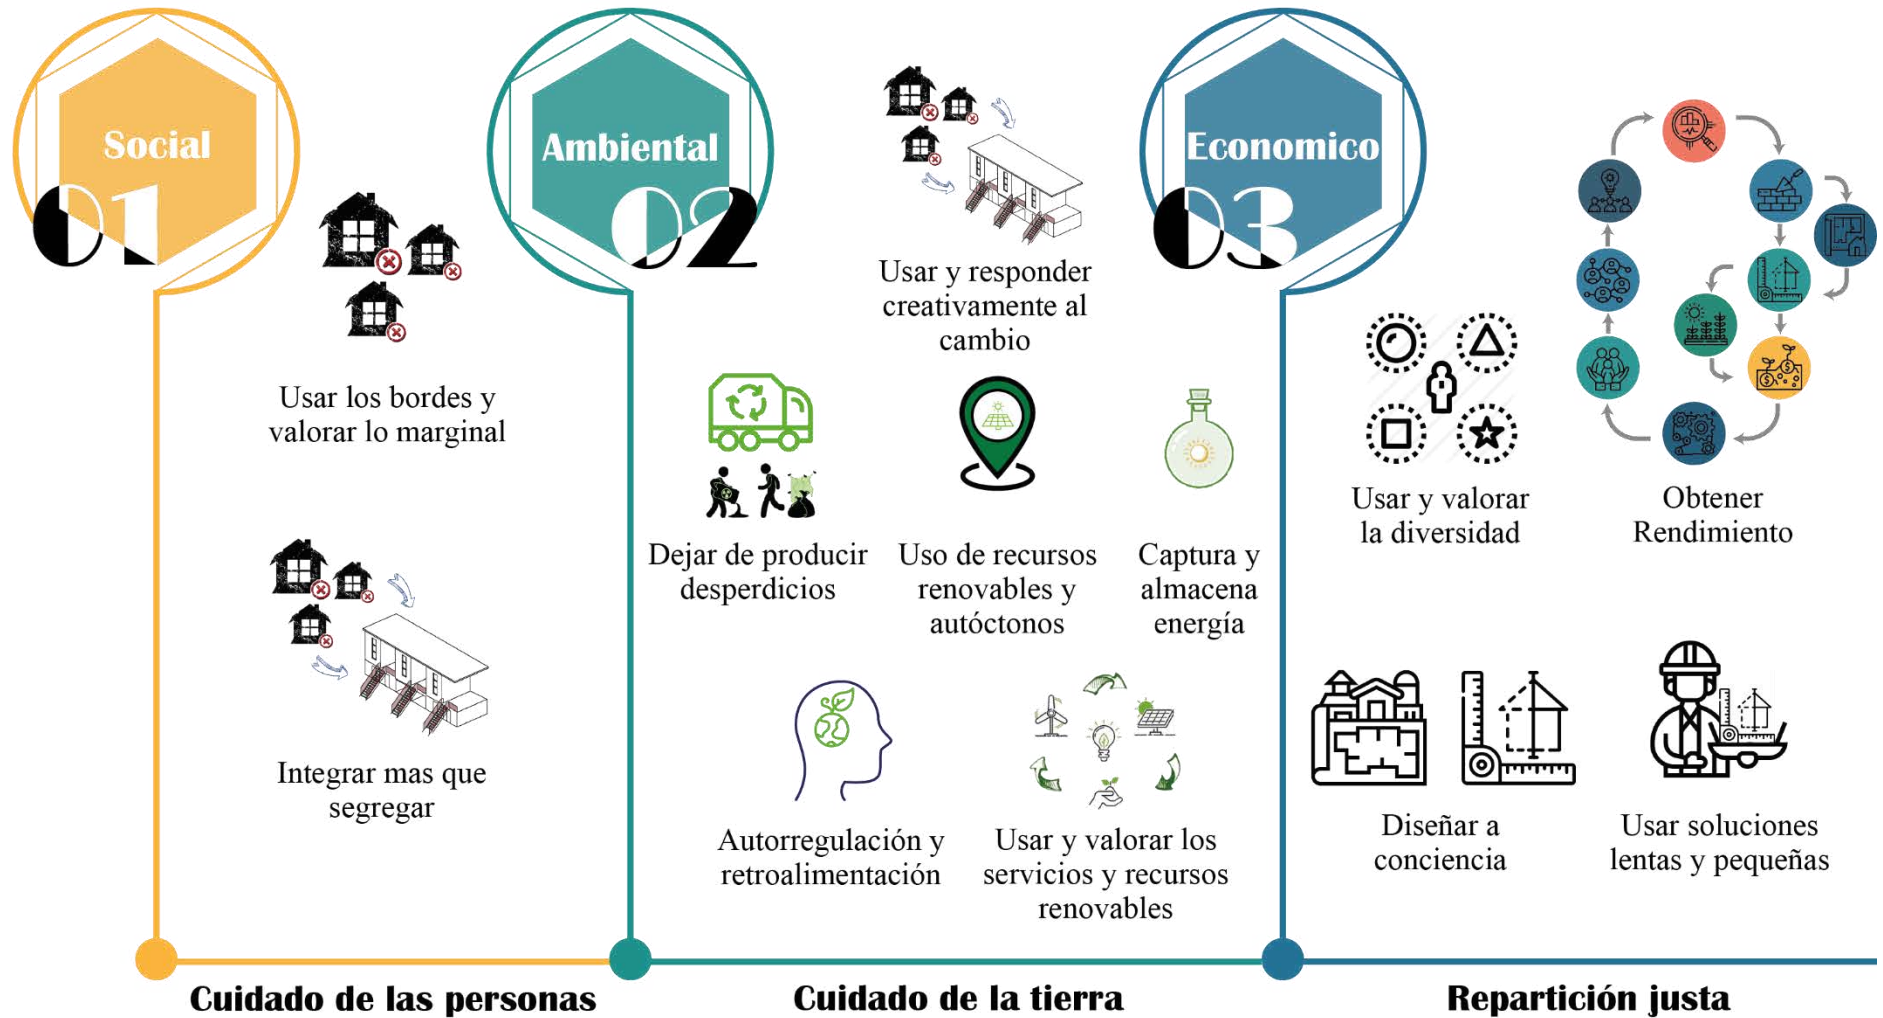 Social
01
Usar los bordes y
valorar lo marginal
Integrar mas que
segregar
Cuidado de las personas
Ambiental
02
Usar y responder
creativamente al
cambio
Dejar de producir
desperdicios
Uso de recursos
renovables y
autóctonos
Captura y
almacena
energía
Autorregulación y
retroalimentación
Usar y valorar los
servicios y recursos
renovables
Cuidado de la tierra
Economico
03
Usar y valorar
la diversidad
Obtener
Rendimiento
Diseñar a
conciencia
Usar soluciones
lentas y pequeñas
Repartición justa